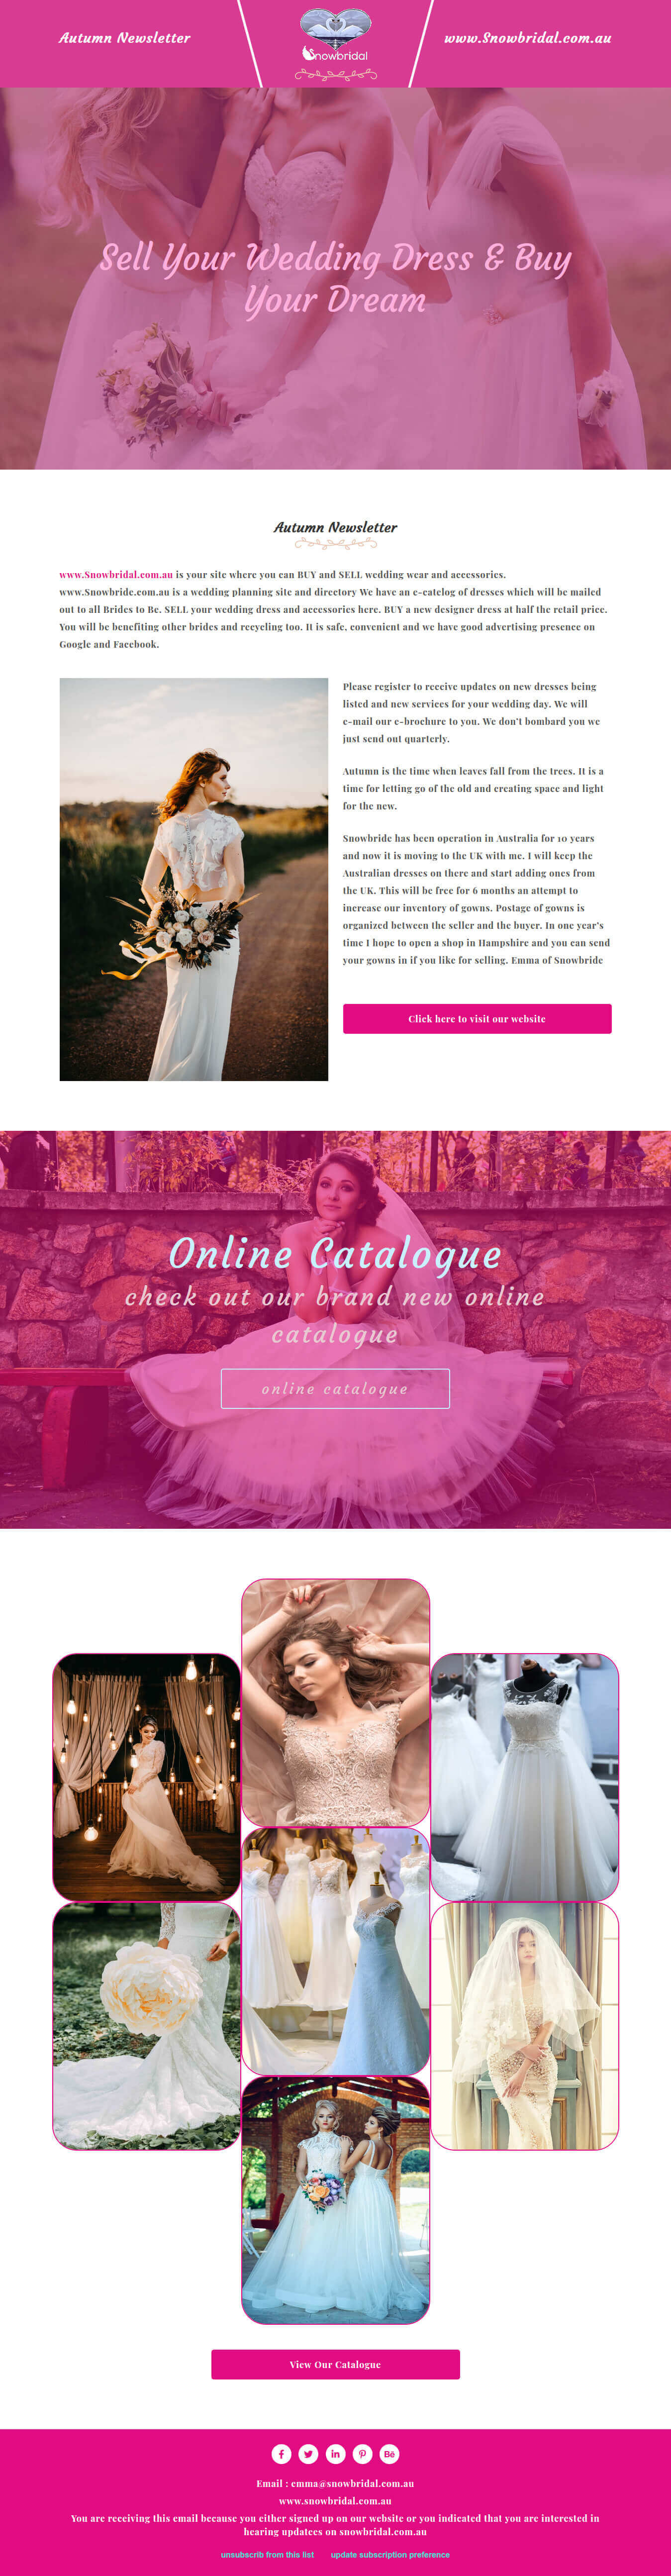 Autumn Newsletter
Snowbridal
www.Snowbridal.com.au
Sell Your Wedding Dress & Buy
Your Dream
Autumn Newsletter
www.Snowbridal.com.au is your site where you can BUY and SELL wedding wear and accessories.
www.Snowbride.com.au is a wedding planning site and directory We have an e-catelog of dresses which will be mailed
out to all Brides to Be. SELL your wedding dress and accessories here. BUY a new designer dress at half the retail price.
You will be benefiting other brides and recycling too. It is safe, convenient and we have good advertising presence on
Google and Facebook.
Please register to receive updates on new dresses being
listed and new services for your wedding day. We will
e-mail our e-brochure to you. We don't bombard you we
just send out quarterly.
Autumn is the time when leaves fall from the trees. It is a
time for letting go of the old and creating space and light
for the new.
Snowbride has been operation in Australia for 10 years
and now it is moving to the UK with me. I will keep the
Australian dresses on there and start adding ones from
the UK. This will be free for 6 months an attempt to
increase our inventory of gowns. Postage of gowns is
organized between the seller and the buyer. In one year's
time I hope to open a shop in Hampshire and you can send
your gowns in if you like for selling. Emma of Snowbride
Click here to visit our website
Online Catalogue
check out our brand new online
catalogue
online catalogue
View Our Catalogue
Email : emma@snowbridal.com.au
www.snowbridal.com.au
You are receiving this email because you either signed up on our website or you indicated that you are interested in
hearing updatees on snowbridal.com.au
unsubscrib from this list update subscription preference